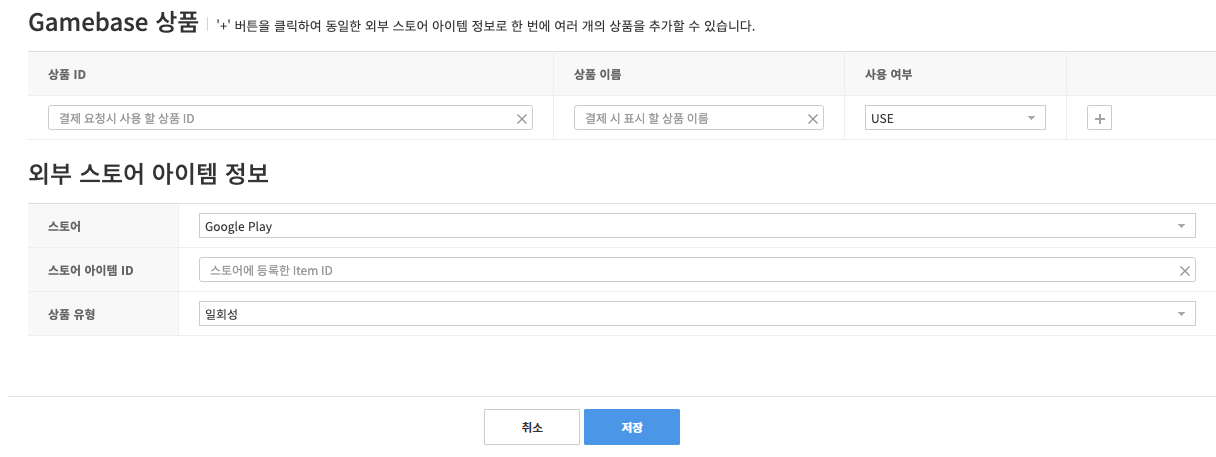 Gamebase 상품 '+' 버튼을 클릭하여 동일한 외부 스토어 아이템 정보로 한 번에 여러 개의 상품을 추가할 수 있습니다.
상품 ID 상품 이름 사용 여부
결제 요청시 사용 할 상품 ID 결제 시 표시 할 상품 이름 USE
외부 스토어 아이템 정보
스토어 Google Play
스토어 아이템 ID 스토어에 등록한 Item ID
상품 유형 일회성
취소 저장